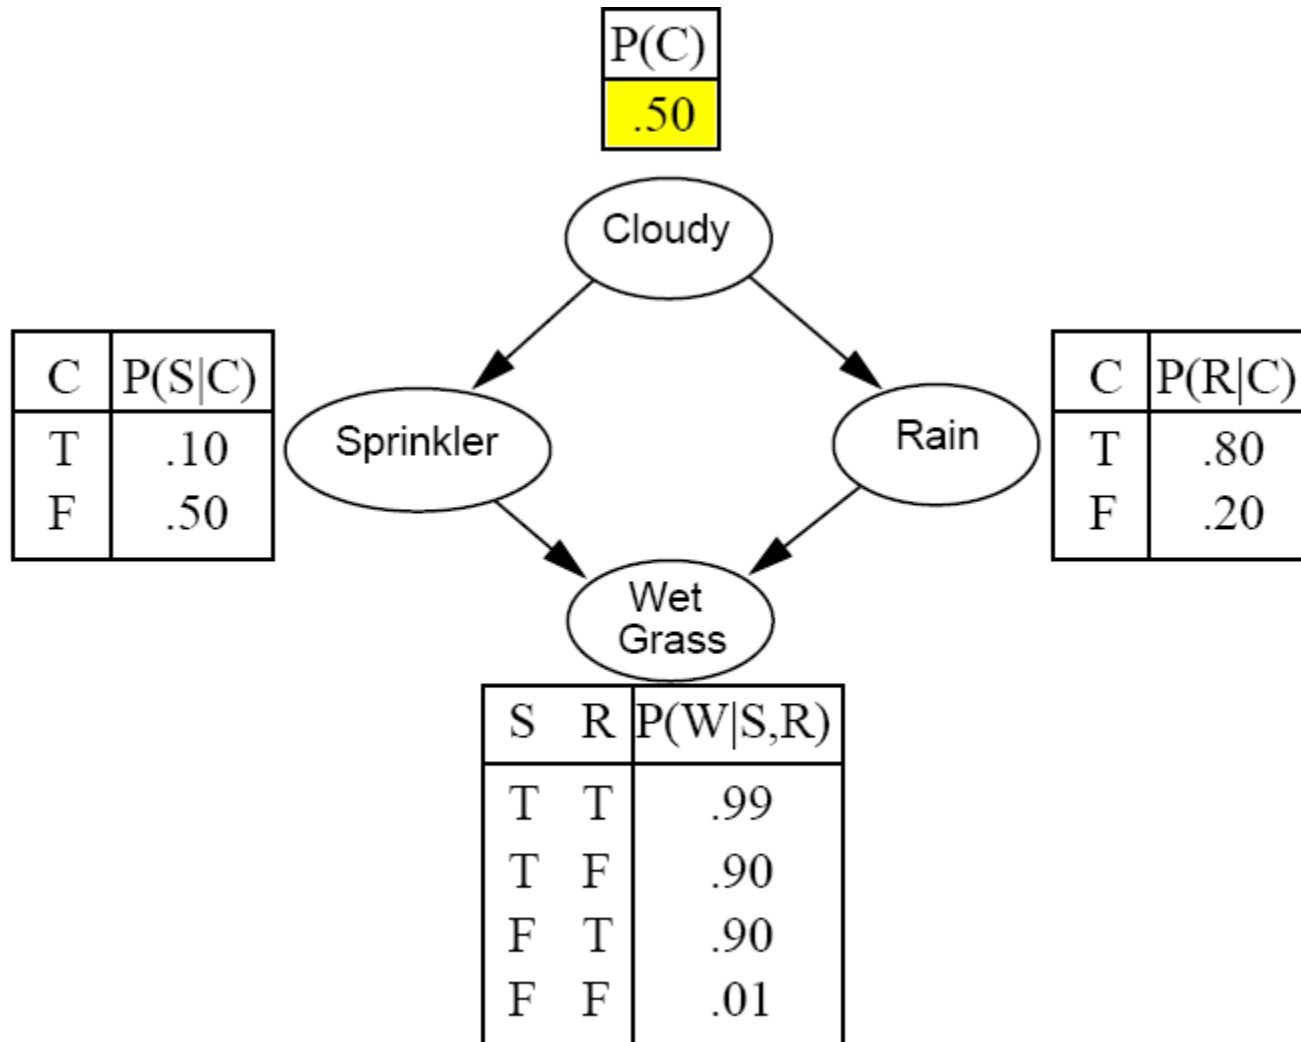 P(C)
.50
Cloudy
C P(S|C)
T .10
F .50
Sprinkler
Rain
C P(R|C)
T .80
F .20
Wet
Grass
S R P(W|S,R)
T T .99
T F .90
F T .90
F F .01